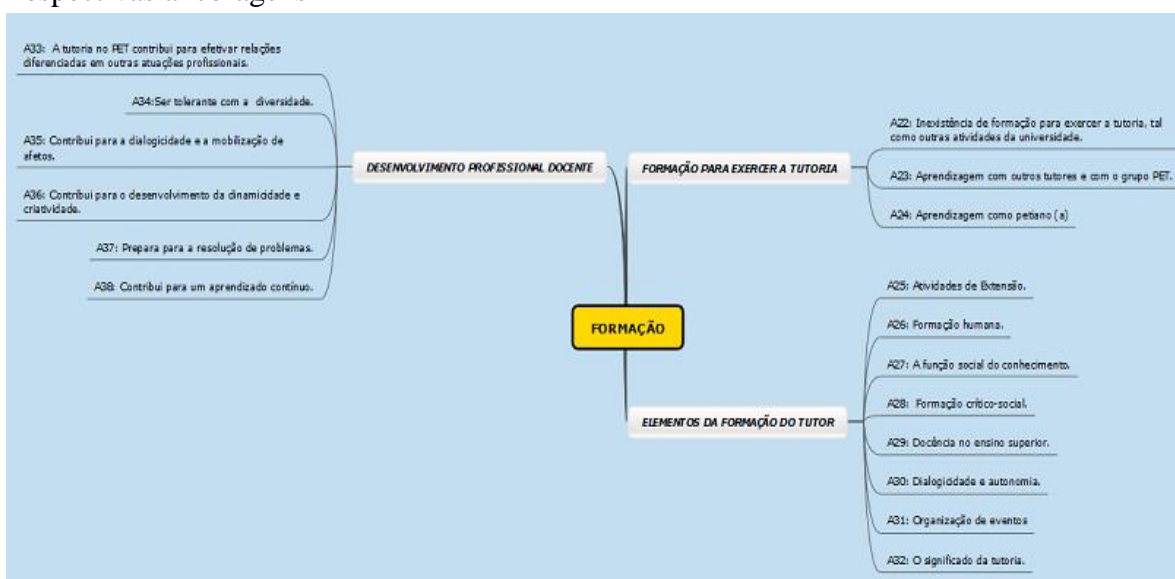 A33: A tutoria no PET contribui para efetivar relações
diferenciadas em outras atuações profissionais.
A34:Ser tolerante com a diversidade.
A35: Contribui para a dialogicidade e a mobilização de
afetos.
A36: Contribui para o desenvolvimento da dinamicidade e
criatividade.
A37: Prepara para a resolução de problemas.
A38: Contribui para um aprendizado contínuo.
DESENVOLVIMENTO PROFISSIONAL DOCENTE
FORMAÇÃO
FORMAÇÃO PARA EXERCER A TUTORIA
A22: Inexistência de formação para exercer a tutoria, tal
como outras atividades da universidade.
A23: Aprendizagem com outros tutores e com o grupo PET.
A24: Aprendizagem como petiano (a)
ELEMENTOS DA FORMAÇÃO DO TUTOR
A25: Atividades de Extensão.
A26: Formação humana.
A27: A função social do conhecimento.
A28: Formação crítico-social.
A29: Docência no ensino superior.
A30: Dialogicidade e autonomia.
A31: Organização de eventos
A32: O significado da tutoria.